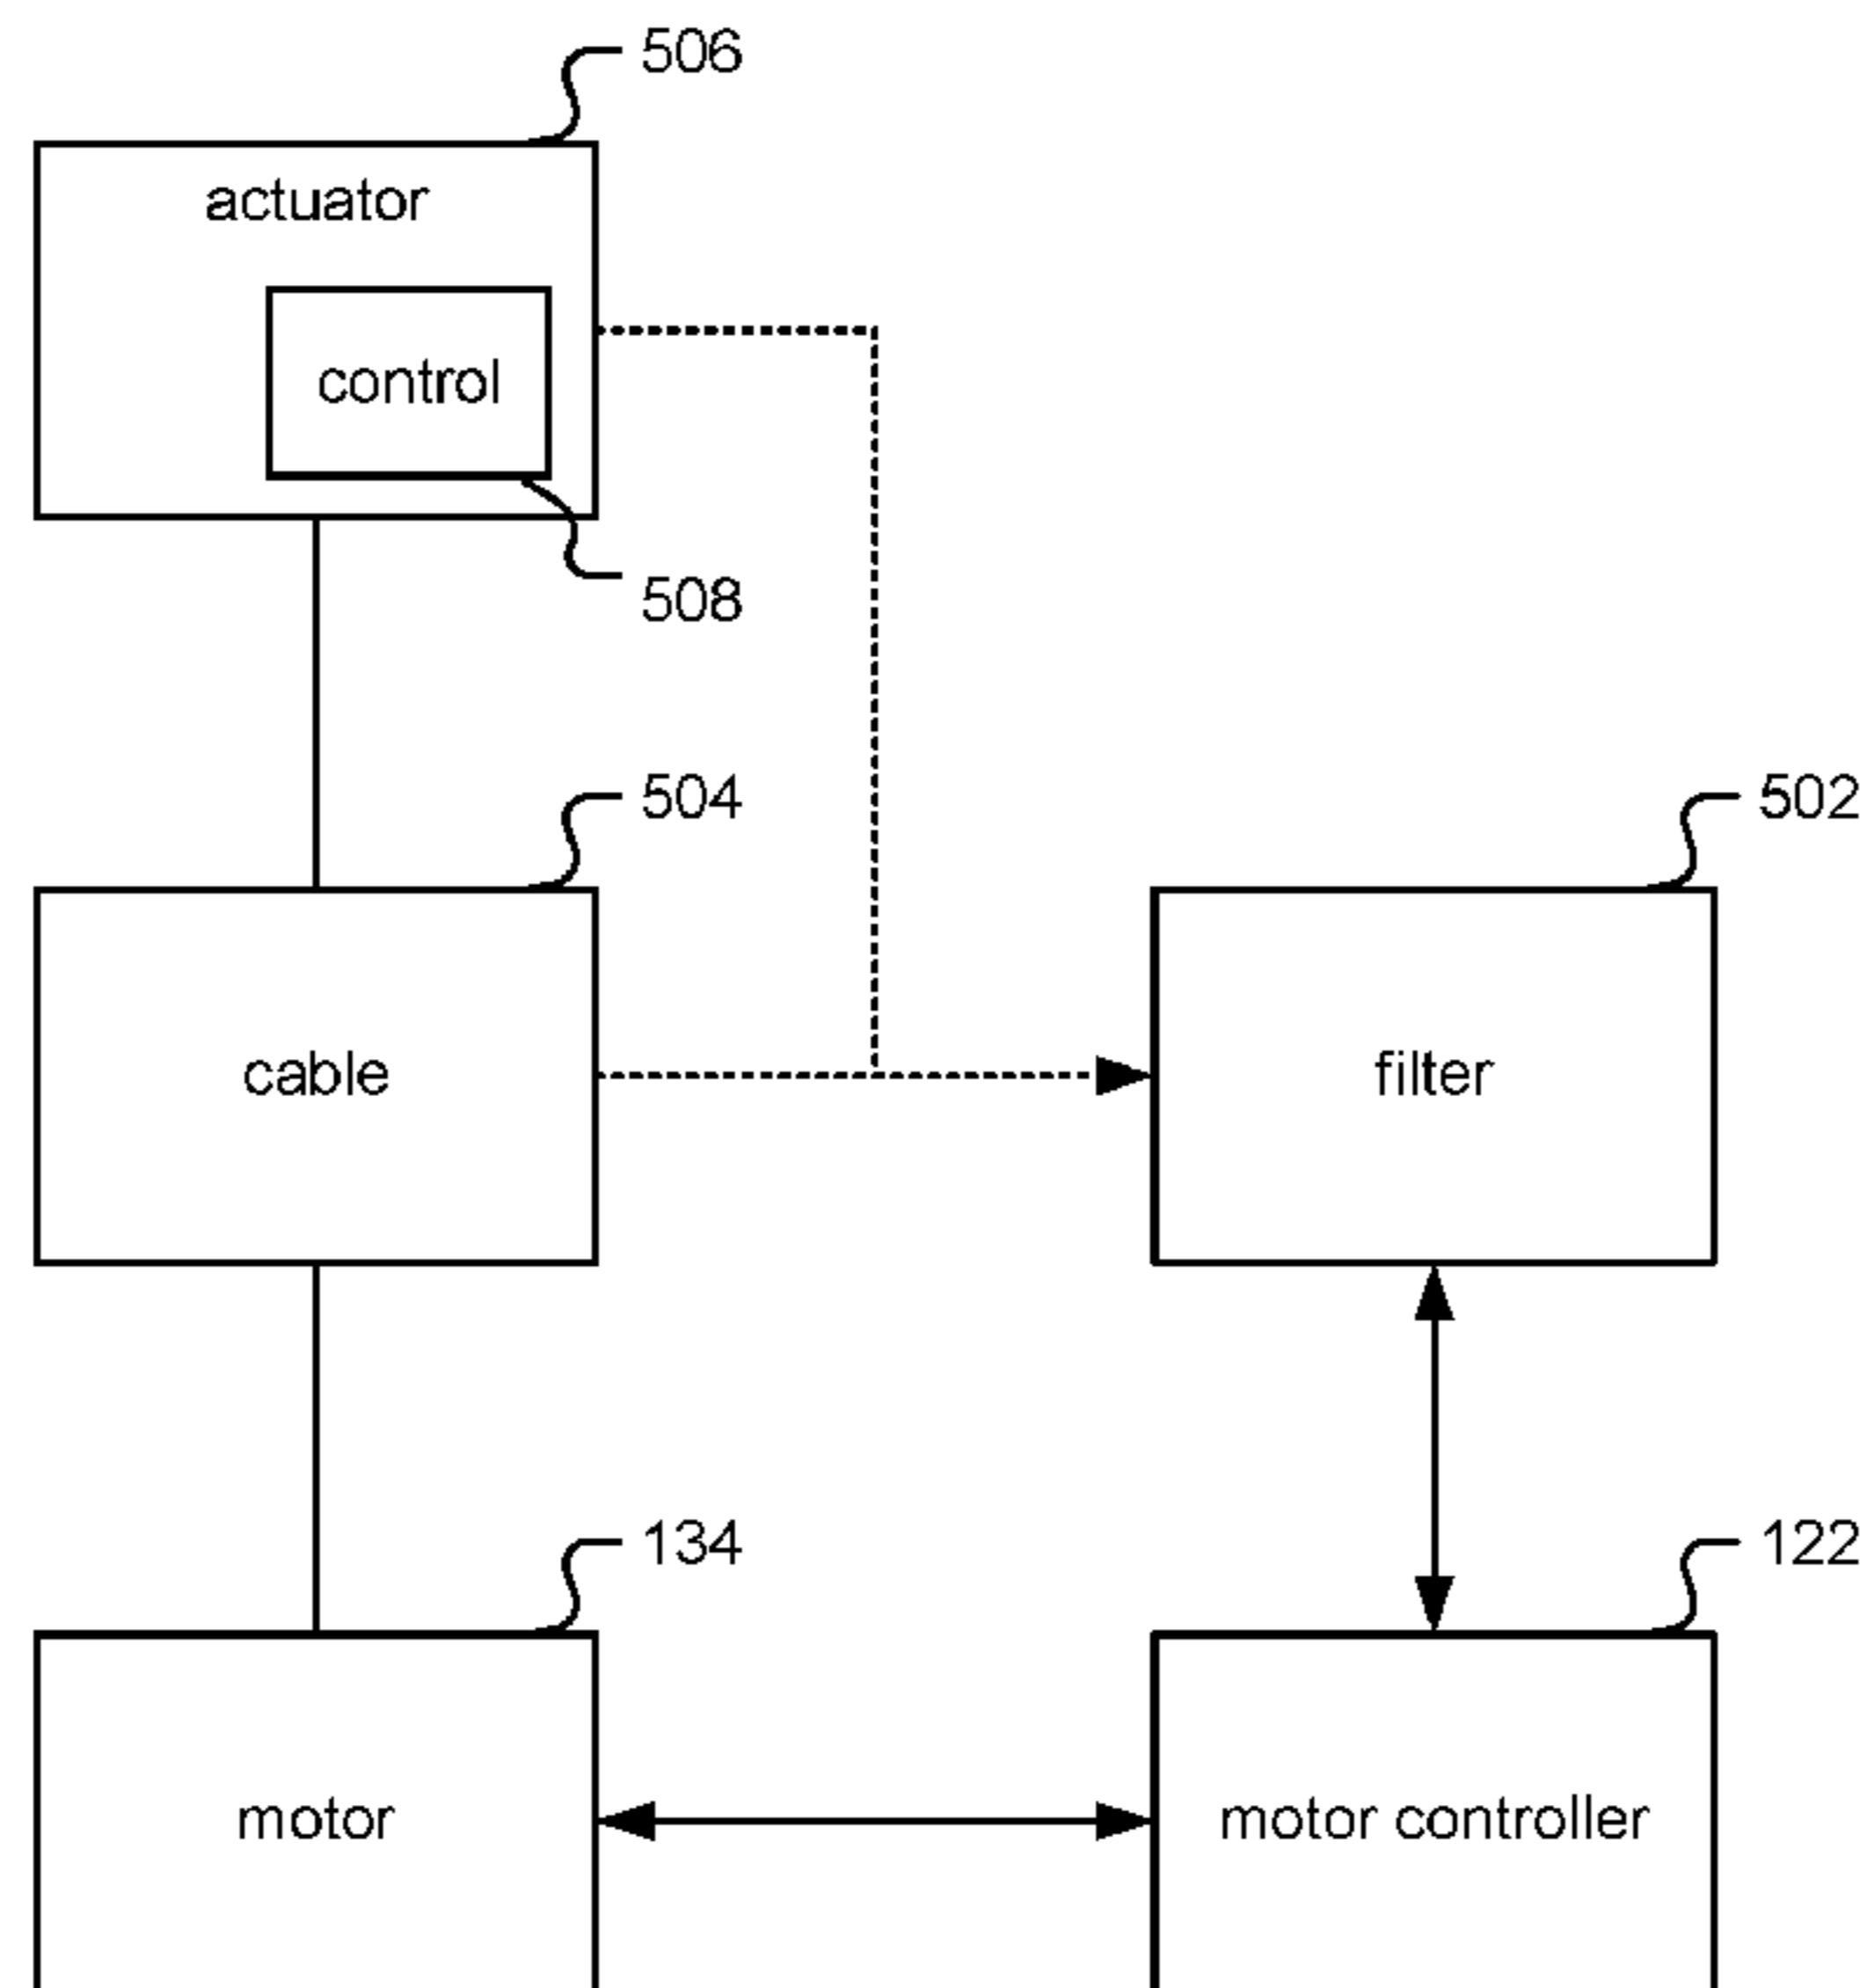 506
actuator
control
508
504
502
cable
filter
134
122
motor
motor controller